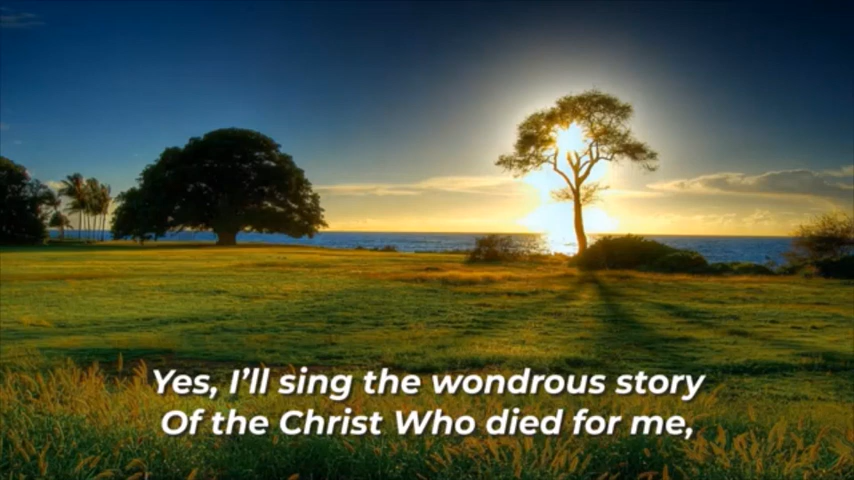 Yes, I’ll sing the wondrous story
Of the Christ Who died for me,